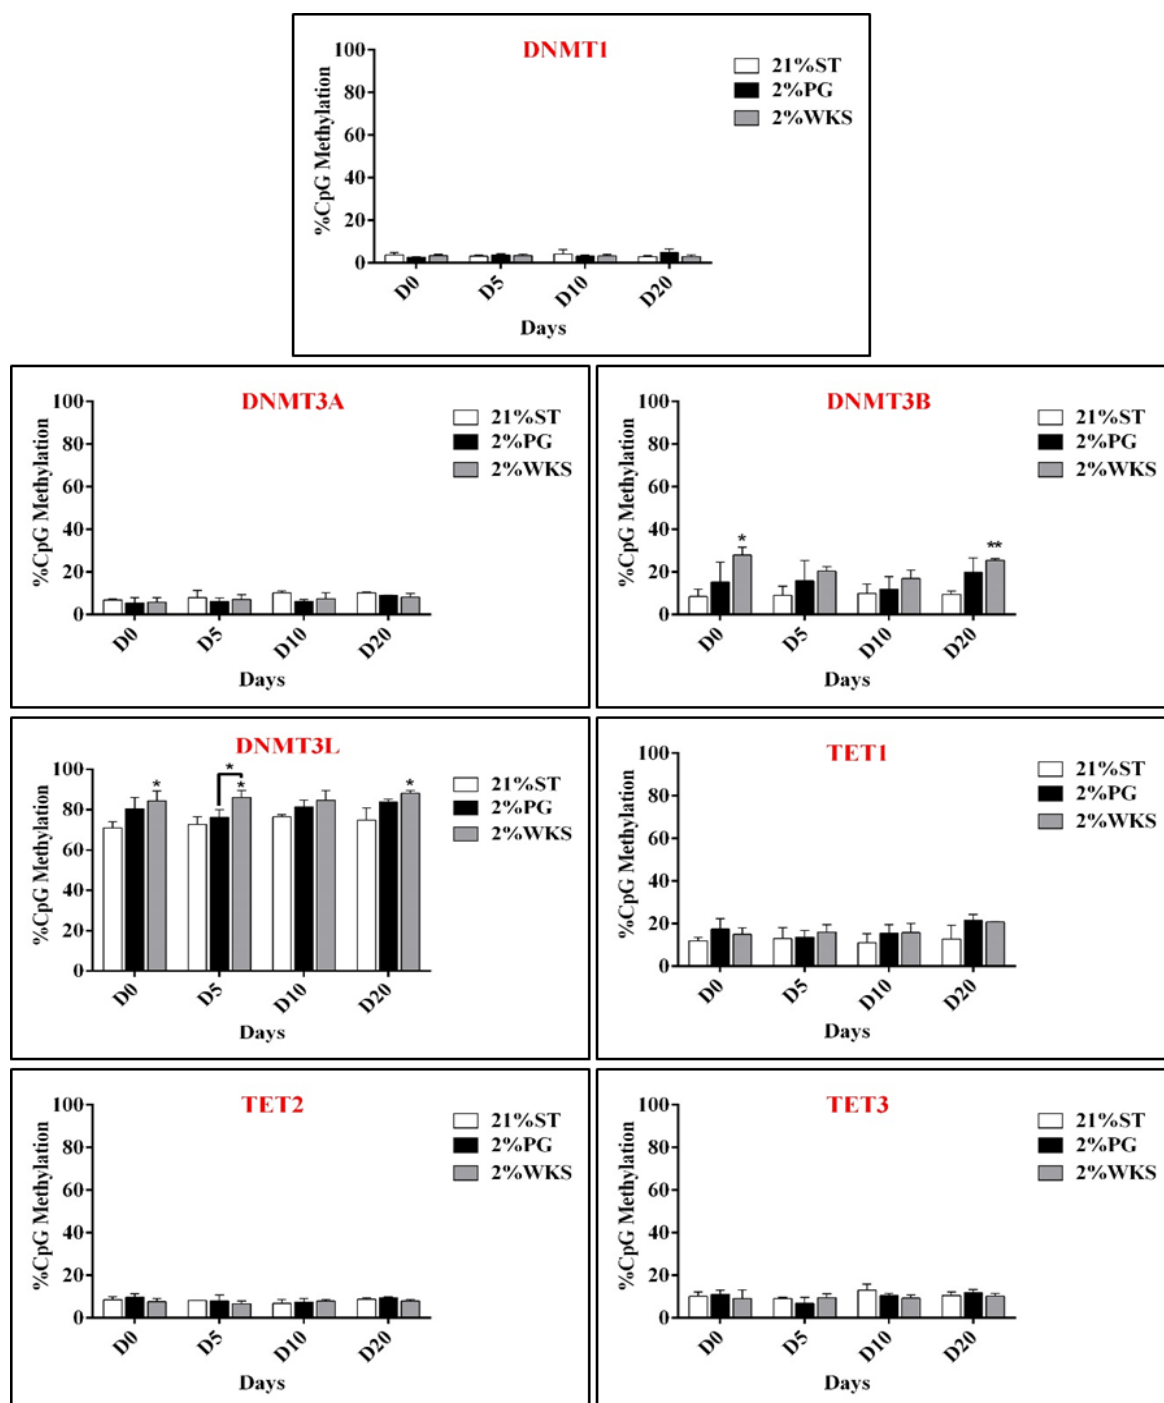 DNMT1
100
80
60
40
20
0
%CpG Methylation
D0 D5 D10 D20
Days
21%ST
2%PG
2%WKS
DNMT3A
100
80
60
40
20
0
%CpG Methylation
D0 D5 D10 D20
Days
21%ST
2%PG
2%WKS
DNMT3B
100
80
60
40
20
0
%CpG Methylation
* **
D0 D5 D10 D20
Days
21%ST
2%PG
2%WKS
DNMT3L
100
80
60
40
20
0
%CpG Methylation
* * * *
D0 D5 D10 D20
Days
21%ST
2%PG
2%WKS
TET1
100
80
60
40
20
0
%CpG Methylation
D0 D5 D10 D20
Days
21%ST
2%PG
2%WKS
TET2
100
80
60
40
20
0
%CpG Methylation
D0 D5 D10 D20
Days
21%ST
2%PG
2%WKS
TET3
100
80
60
40
20
0
%CpG Methylation
D0 D5 D10 D20
Days
21%ST
2%PG
2%WKS